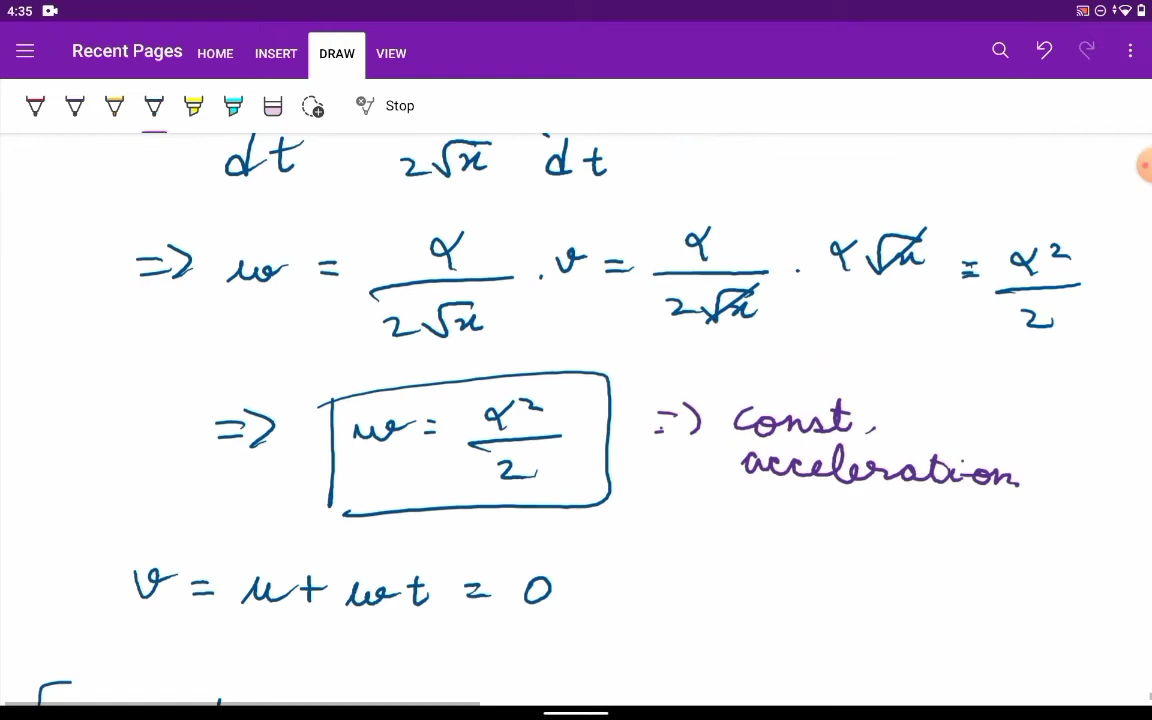 4:35
Recent Pages HOME INSERT DRAW VIEW
Stop
dt 2√x dt
=> w = α/2√x . v = α/2√x . α√x = α²/2
=> w = α²/2 => const,
acceleration
v = u + wt = 0